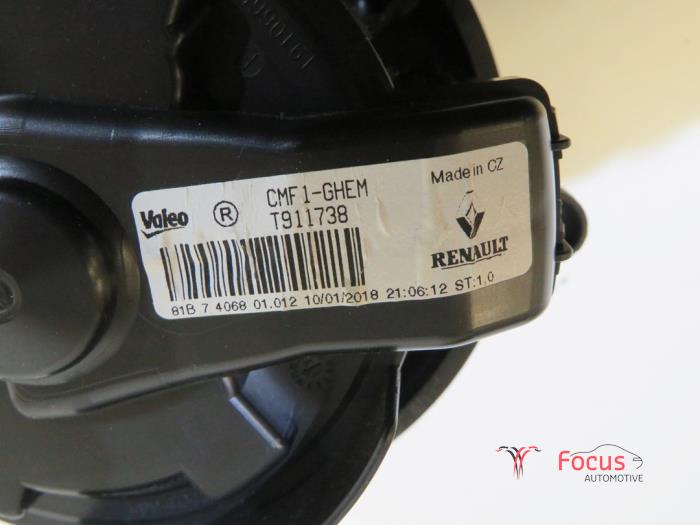 Valeo
R
CMF1-GHEM
T911738
Made in CZ
RENAULT
81B 7 4068 01.012 10/01/2018 21:06:12 ST:1.0
Focus
AUTOMOTIVE